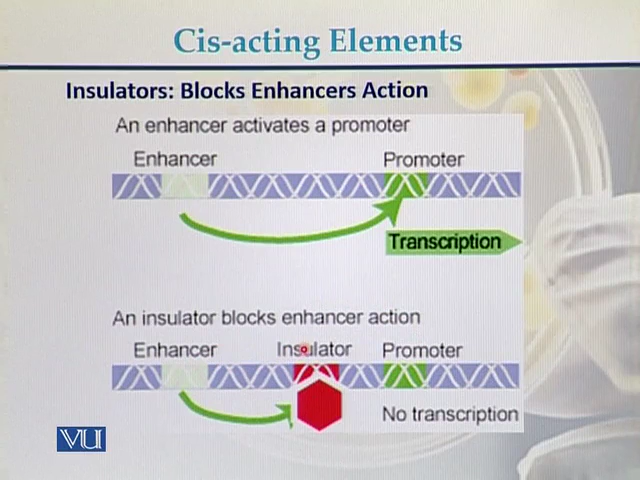 Cis-acting Elements
Insulators: Blocks Enhancers Action
An enhancer activates a promoter
Enhancer Promoter
Transcription
An insulator blocks enhancer action
Enhancer Insulator Promoter
No transcription
VU